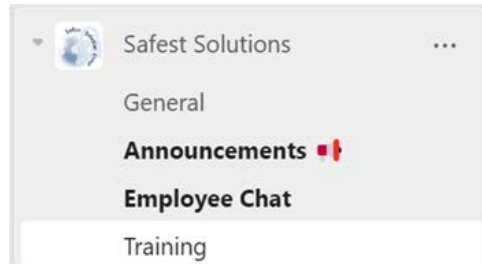 Safest Solutions
General
Announcements 📢
Employee Chat
Training